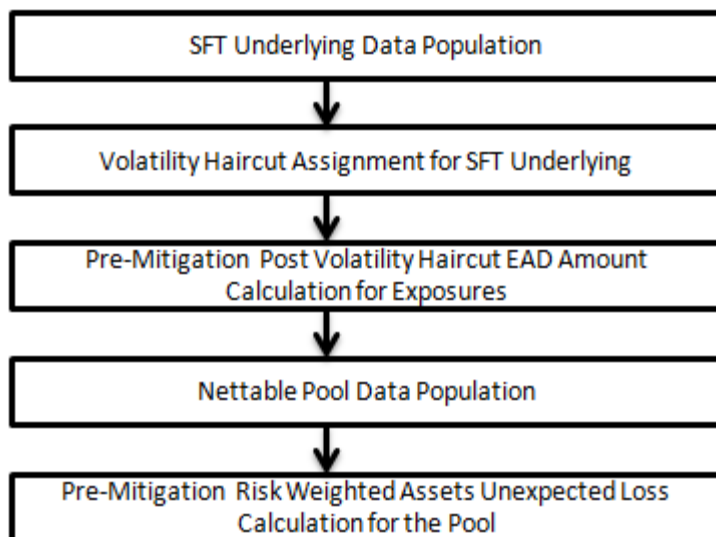 SFT Underlying Data Population
Volatility Haircut Assignment for SFT Underlying
Pre-Mitigation Post Volatility Haircut EAD Amount
Calculation for Exposures
Nettable Pool Data Population
Pre-Mitigation Risk Weighted Assets Unexpected Loss
Calculation for the Pool